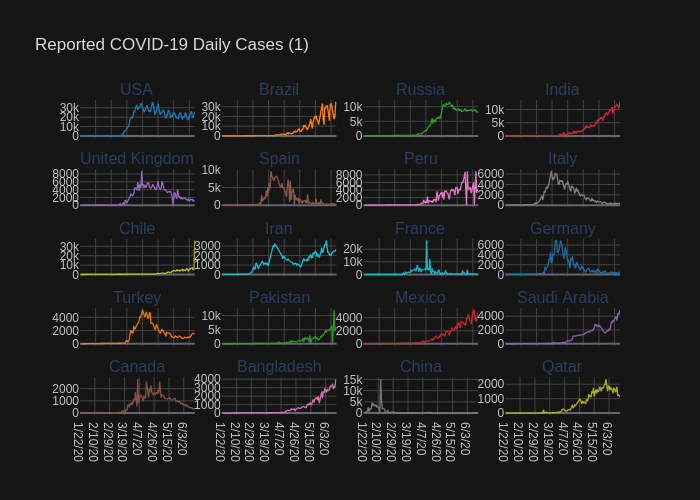 Reported COVID-19 Daily Cases (1)
USA Brazil Russia India
30k 20k 10k 0 30k 20k 10k 0 10k 5k 0 10k 5k 0
United Kingdom Spain Peru Italy
8000 6000 4000 2000 0 10k 5k 0 8000 6000 4000 2000 0 6000 4000 2000 0
Chile Iran France Germany
30k 20k 10k 0 3000 2000 1000 0 20k 10k 0 6000 4000 2000 0
Turkey Pakistan Mexico Saudi Arabia
4000 2000 0 10k 5k 0 4000 2000 0 4000 2000 0
Canada Bangladesh China Qatar
2000 1000 0 4000 3000 2000 1000 0 15k 10k 5k 0 2000 1000 0
1/22/20 2/10/20 2/29/20 3/19/20 4/7/20 4/26/20 5/15/20 6/3/20 1/22/20 2/10/20 2/29/20 3/19/20 4/7/20 4/26/20 5/15/20 6/3/20 1/22/20 2/10/20 2/29/20 3/19/20 4/7/20 4/26/20 5/15/20 6/3/20 1/22/20 2/10/20 2/29/20 3/19/20 4/7/20 4/26/20 5/15/20 6/3/20